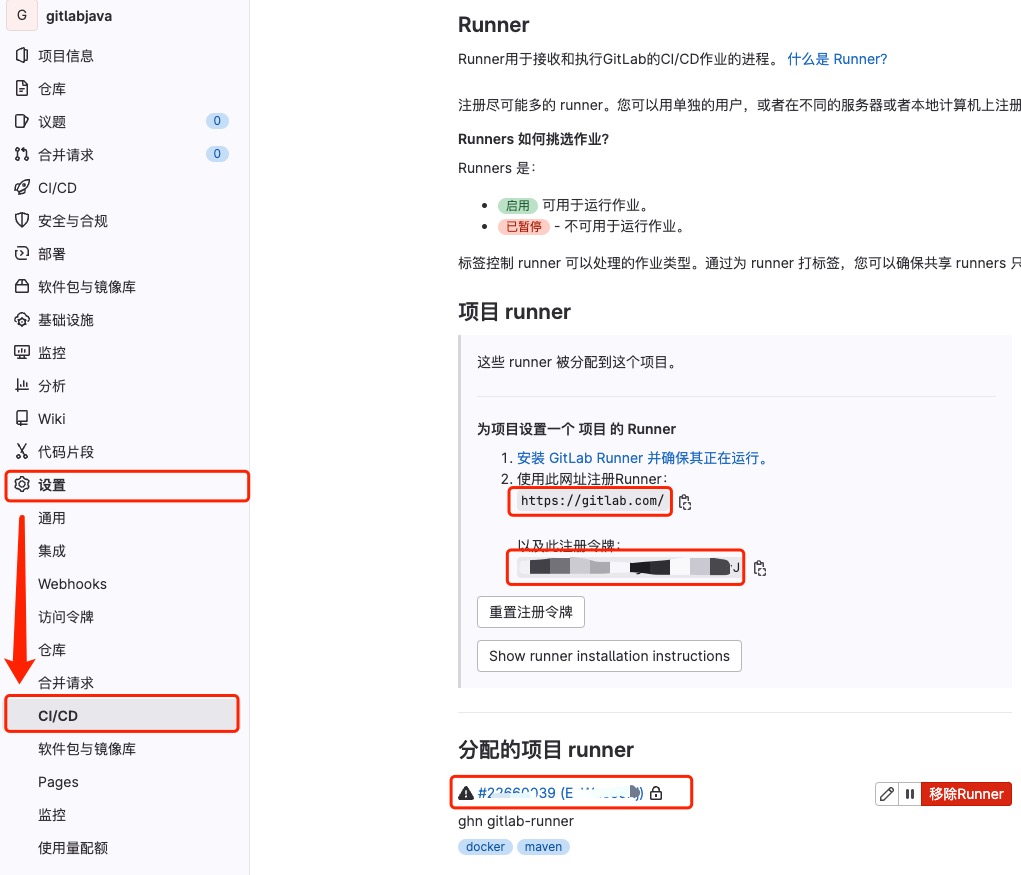 G gitlabjava
项目信息
仓库
议题 0
合并请求 0
CI/CD
安全与合规
部署
软件包与镜像库
基础设施
监控
分析
Wiki
代码片段
设置
通用
集成
Webhooks
访问令牌
仓库
合并请求
CI/CD
软件包与镜像库
Pages
监控
使用量配额
Runner
Runner用于接收和执行GitLab的CI/CD作业的进程。 什么是 Runner?
注册尽可能多的 runner。您可以用单独的用户，或者在不同的服务器或者本地计算机上注册
Runners 如何挑选作业?
Runners 是：
启用 可用于运行作业。
已暂停 - 不可用于运行作业。
标签控制 runner 可以处理的作业类型。通过为 runner 打标签，您可以确保共享 runners 只
项目 runner
这些 runner 被分配到这个项目。
为项目设置一个 项目 的 Runner
1. 安装 GitLab Runner 并确保其正在运行。
2. 使用此网址注册Runner：
https://gitlab.com/
以及此注册令牌：
重置注册令牌
Show runner installation instructions
分配的项目 runner
移除Runner
ghn gitlab-runner
docker maven